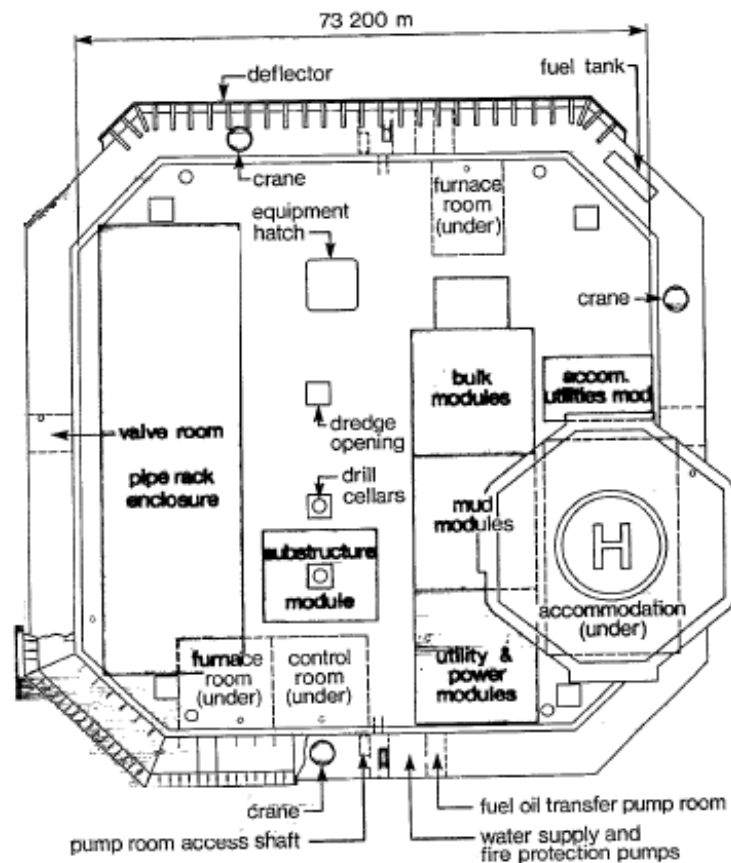 73 200 m
deflector
fuel tank
crane
furnace
room
(under)
equipment
hatch
crane
bulk
modules
accom.
utilities mod
dredge
opening
valve room
pipe rack
enclosure
drill
cellars
mud
modules
H
substructure
module
accommodation
(under)
furnace
room
(under)
control
room
(under)
utility &
power
modules
crane
fuel oil transfer pump room
pump room access shaft
water supply and
fire protection pumps